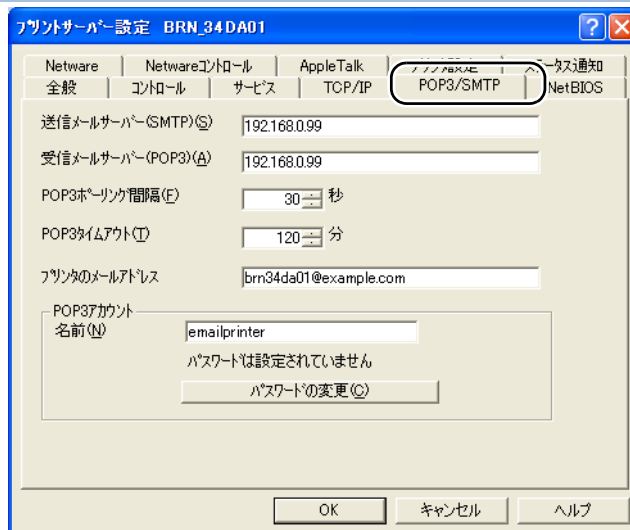 プリントサーバー設定 BRN_34DA01
Netware Netwareコントロール AppleTalk プリンタ設定 ステータス通知
全般 コントロール サービス TCP/IP POP3/SMTP NetBIOS
送信メールサーバー(SMTP)(S) 192.168.0.99
受信メールサーバー(POP3)(A) 192.168.0.99
POP3ポーリング間隔(F) 30 秒
POP3タイムアウト(T) 120 分
プリンタのメールアドレス brn34da01@example.com
POP3アカウント
名前(N) emailprinter
パスワードは設定されていません
パスワードの変更(C)
OK キャンセル ヘルプ